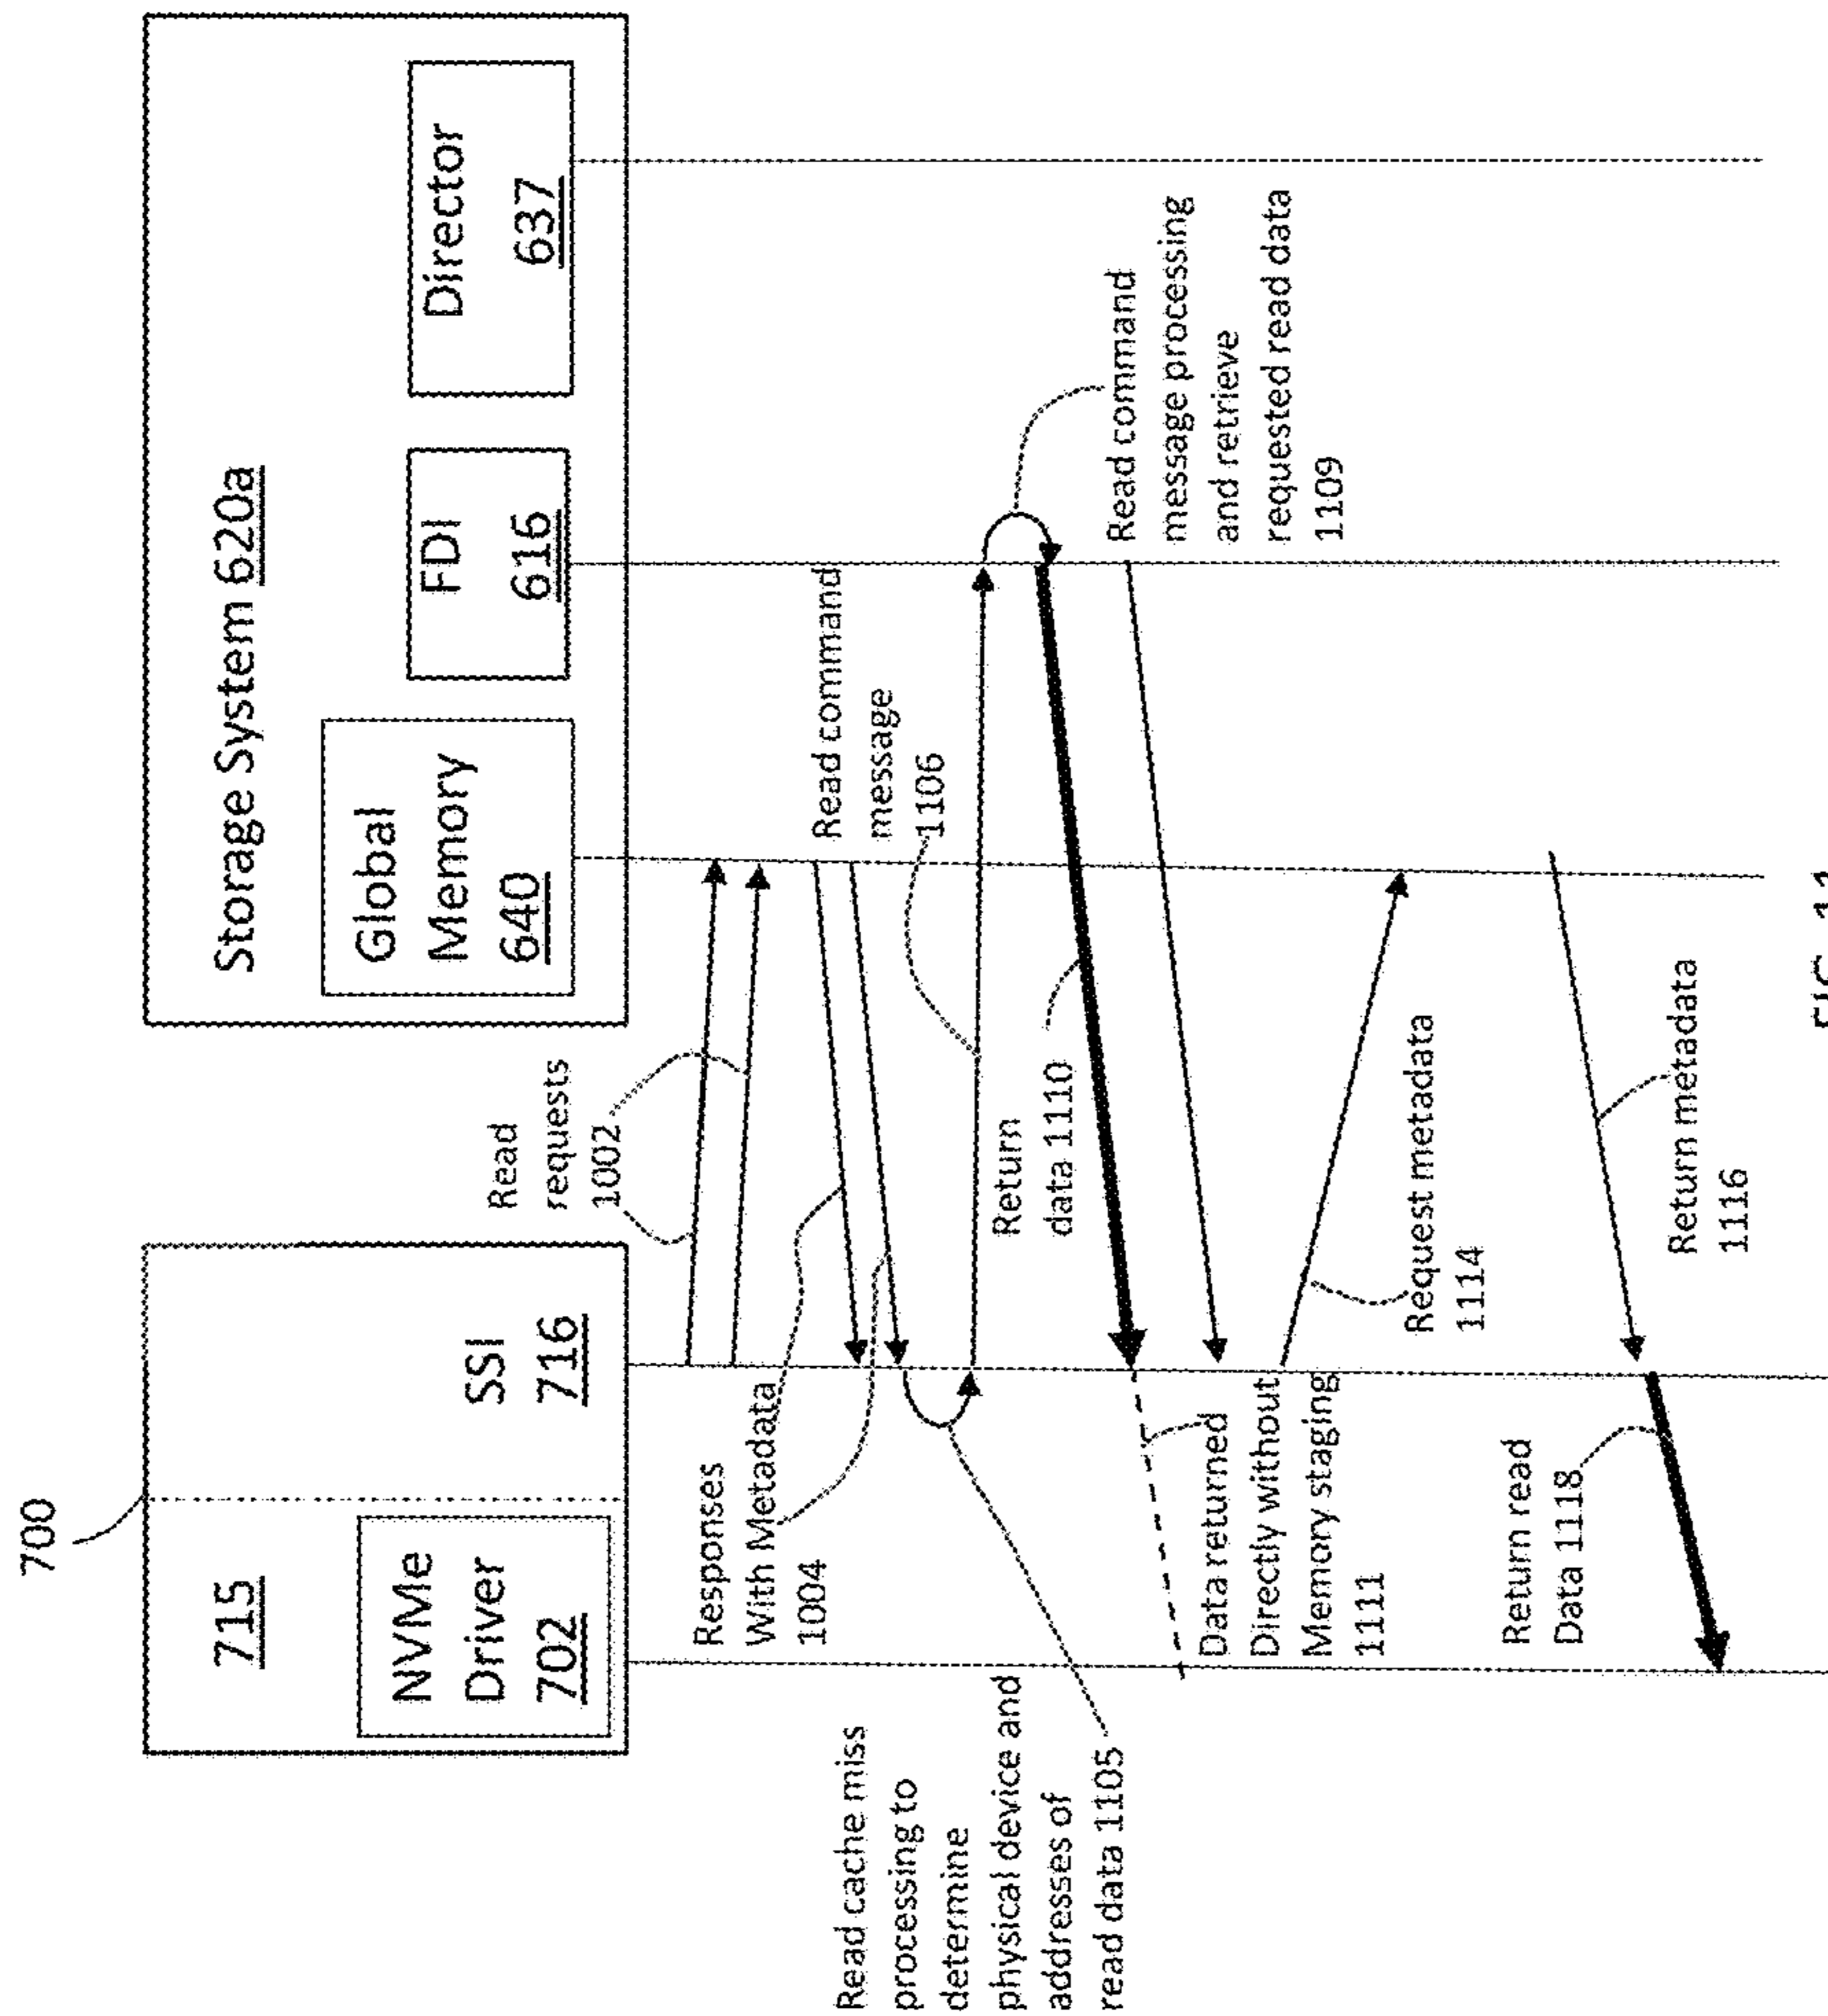 700
715
NVMe
Driver
702
SSI
716
Storage System 620a
Global
Memory
640
FDI
616
Director
637
Read
requests
1002
Responses
With Metadata
1004
Read cache miss
processing to
determine
physical device and
addresses of
read data 1105
Read command
message
1106
Read command
message processing
and retrieve
requested read data
1109
Return
data 1110
Data returned
Directly without
Memory staging
1111
Request metadata
1114
Return metadata
1116
Return read
Data 1118
FIG. 11